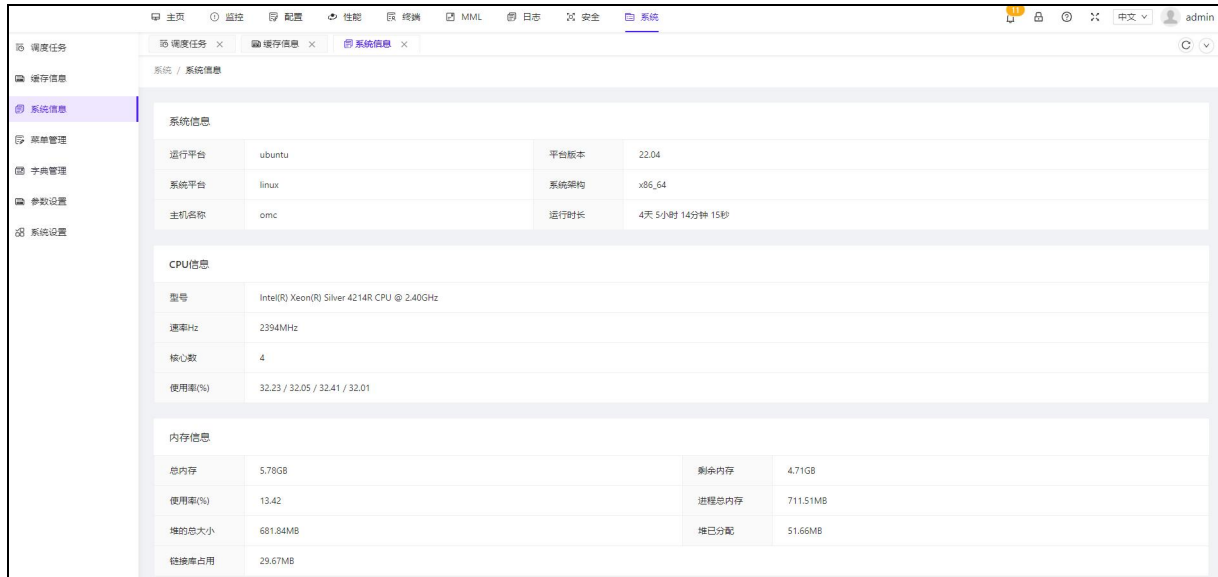 主页 监控 配置 性能 终端 MML 日志 安全 系统 11 中文 admin
调度任务 缓存信息 系统信息
系统 / 系统信息
调度任务
缓存信息
系统信息
菜单管理
字典管理
参数设置
系统设置
系统信息
运行平台 ubuntu 平台版本 22.04
系统平台 linux 系统架构 x86_64
主机名称 omc 运行时长 4天 5小时 14分钟 15秒
CPU信息
型号 Intel(R) Xeon(R) Silver 4214R CPU @ 2.40GHz
速率Hz 2394MHz
核心数 4
使用率(%) 32.23 / 32.05 / 32.41 / 32.01
内存信息
总内存 5.78GB 剩余内存 4.71GB
使用率(%) 13.42 进程总内存 711.51MB
堆的总大小 681.84MB 堆已分配 51.66MB
链接库占用 29.67MB